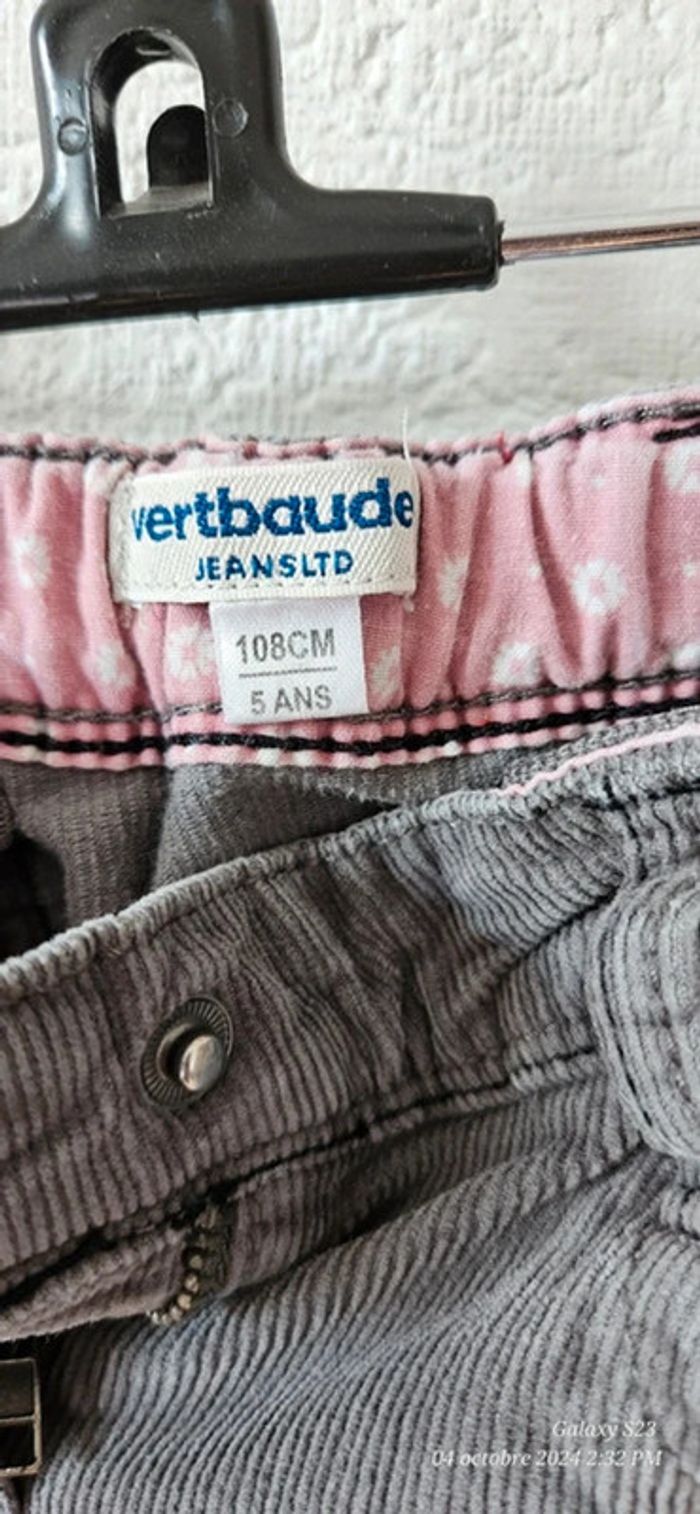 vertbaude
JEANSLTD
108CM
5 ANS
Galaxy S23
04 octobre 2024 2:32 PM